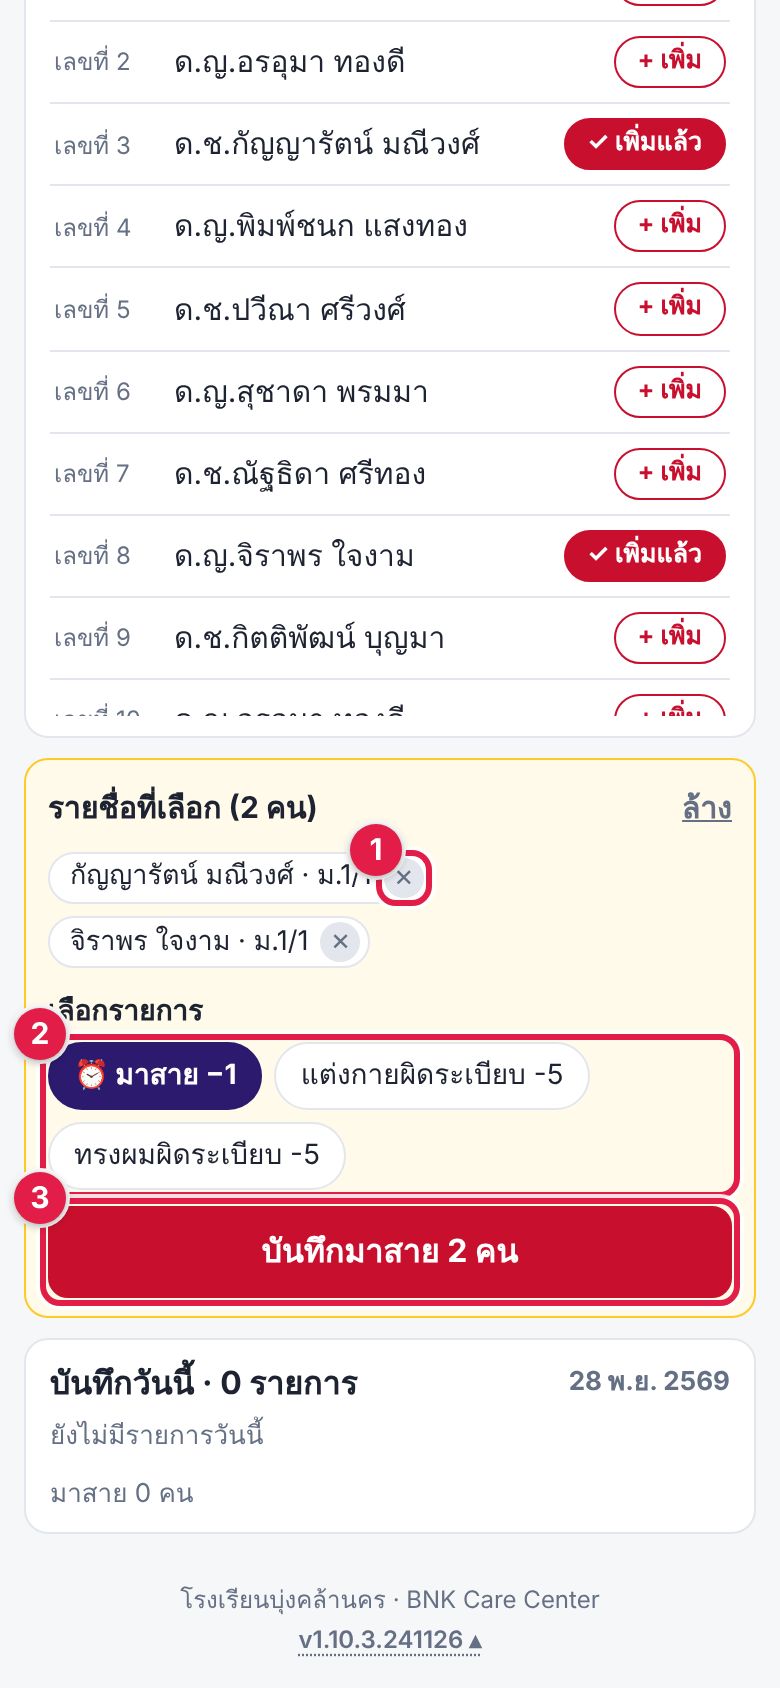 เลขที่ 2 ด.ญ.อรอุมา ทองดี + เพิ่ม
เลขที่ 3 ด.ช.กัญญารัตน์ มณีวงศ์ ✓ เพิ่มแล้ว
เลขที่ 4 ด.ญ.พิมพ์ชนก แสงทอง + เพิ่ม
เลขที่ 5 ด.ช.ปวีณา ศรีวงศ์ + เพิ่ม
เลขที่ 6 ด.ญ.สุชาดา พรมมา + เพิ่ม
เลขที่ 7 ด.ช.ณัฐธิดา ศรีทอง + เพิ่ม
เลขที่ 8 ด.ญ.จิราพร ใจงาม ✓ เพิ่มแล้ว
เลขที่ 9 ด.ช.กิตติพัฒน์ บุญมา + เพิ่ม
รายชื่อที่เลือก (2 คน) ล้าง
1
กัญญารัตน์ มณีวงศ์ · ม.1/ ✕
จิราพร ใจงาม · ม.1/1 ✕
ลือกรายการ
2
⏰ มาสาย −1 แต่งกายผิดระเบียบ -5
ทรงผมผิดระเบียบ -5
3
บันทึกมาสาย 2 คน
บันทึกวันนี้ · 0 รายการ 28 พ.ย. 2569
ยังไม่มีรายการวันนี้
มาสาย 0 คน
โรงเรียนบุ่งคล้านคร · BNK Care Center
v1.10.3.241126 ▴